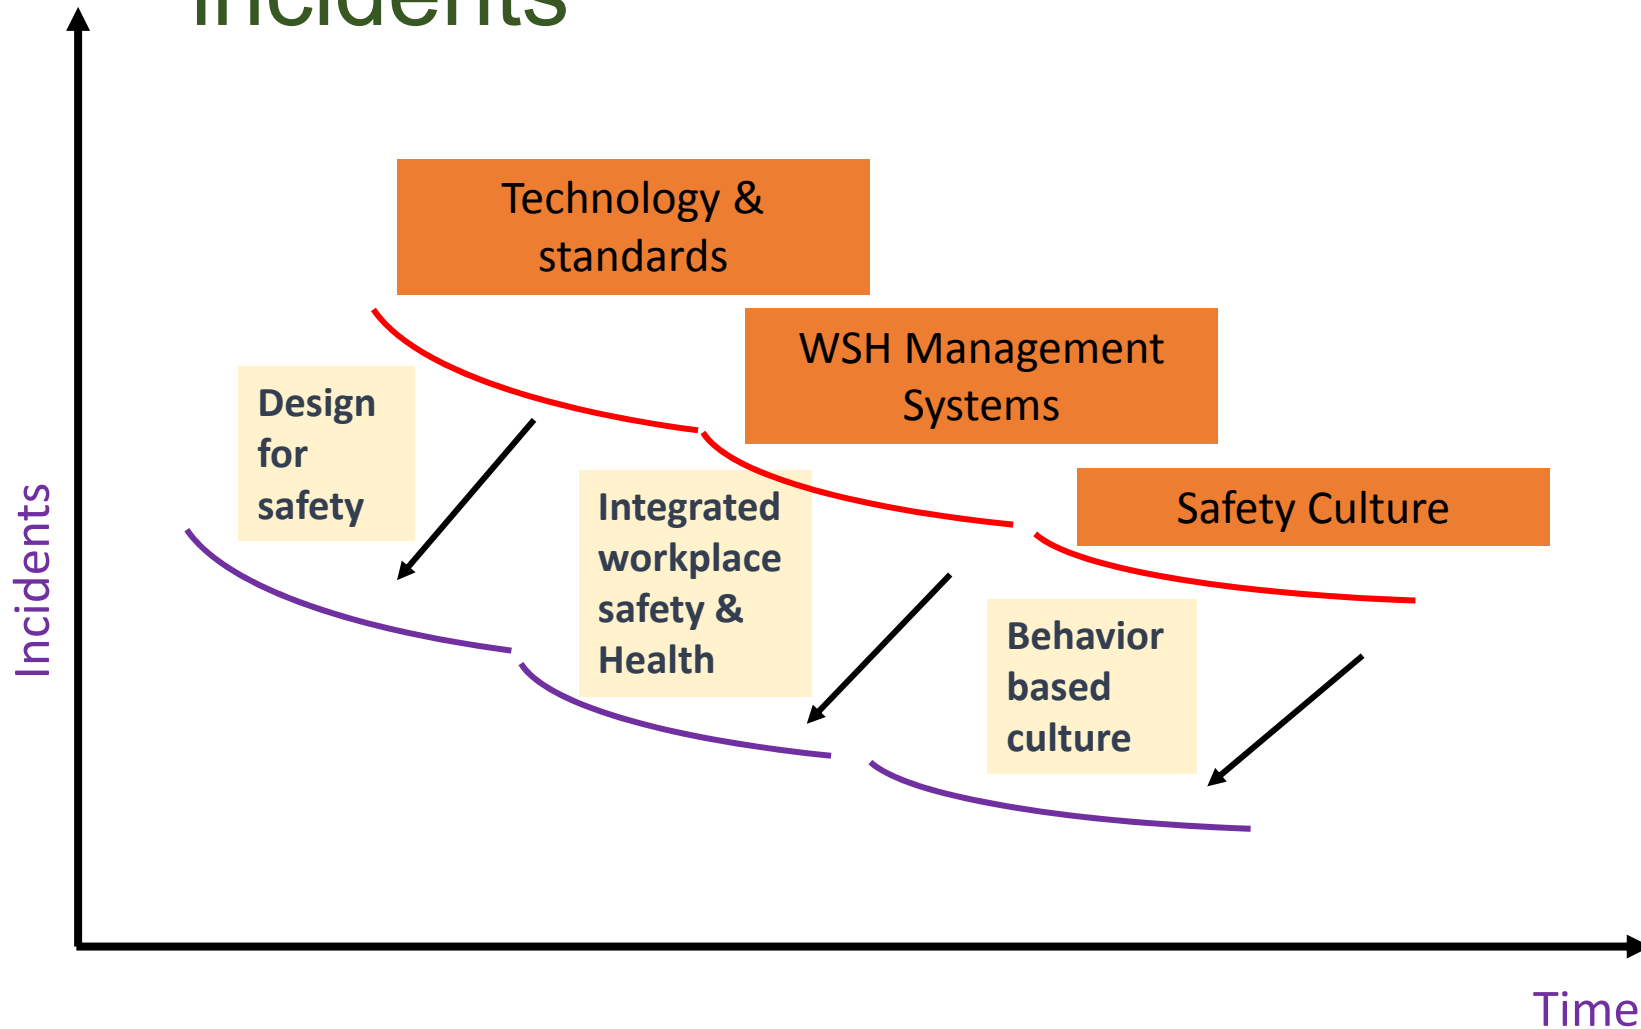 incidents
Technology &
standards
WSH Management
Systems
Design
for
safety
Safety Culture
Integrated
workplace
safety &
Health
Incidents
Behavior
based
culture
Time